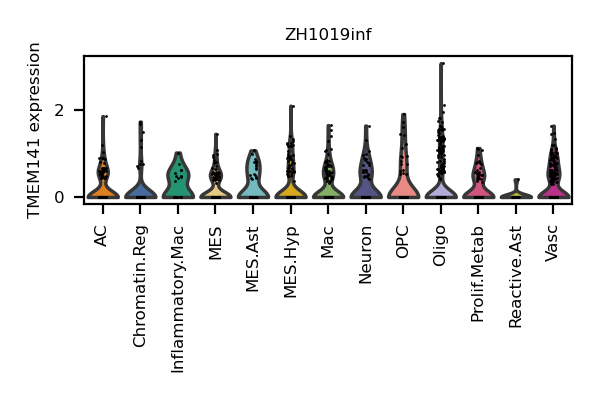 ZH1019inf
TMEM141 expression
2
0
AC
Chromatin.Reg
Inflammatory.Mac
MES
MES.Ast
MES.Hyp
Mac
Neuron
OPC
Oligo
Prolif.Metab
Reactive.Ast
Vasc